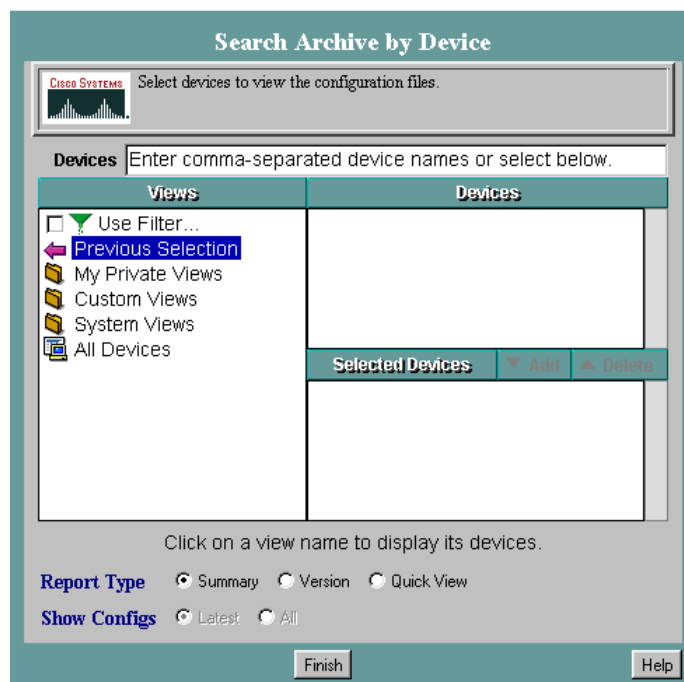 Search Archive by Device
CISCO SYSTEMS
Select devices to view the configuration files.
Devices Enter comma-separated device names or select below.
Views Devices
Use Filter...
Previous Selection
My Private Views
Custom Views
System Views
All Devices
Selected Devices Add Delete
Click on a view name to display its devices.
Report Type Summary Version Quick View
Show Configs Latest All
Finish Help